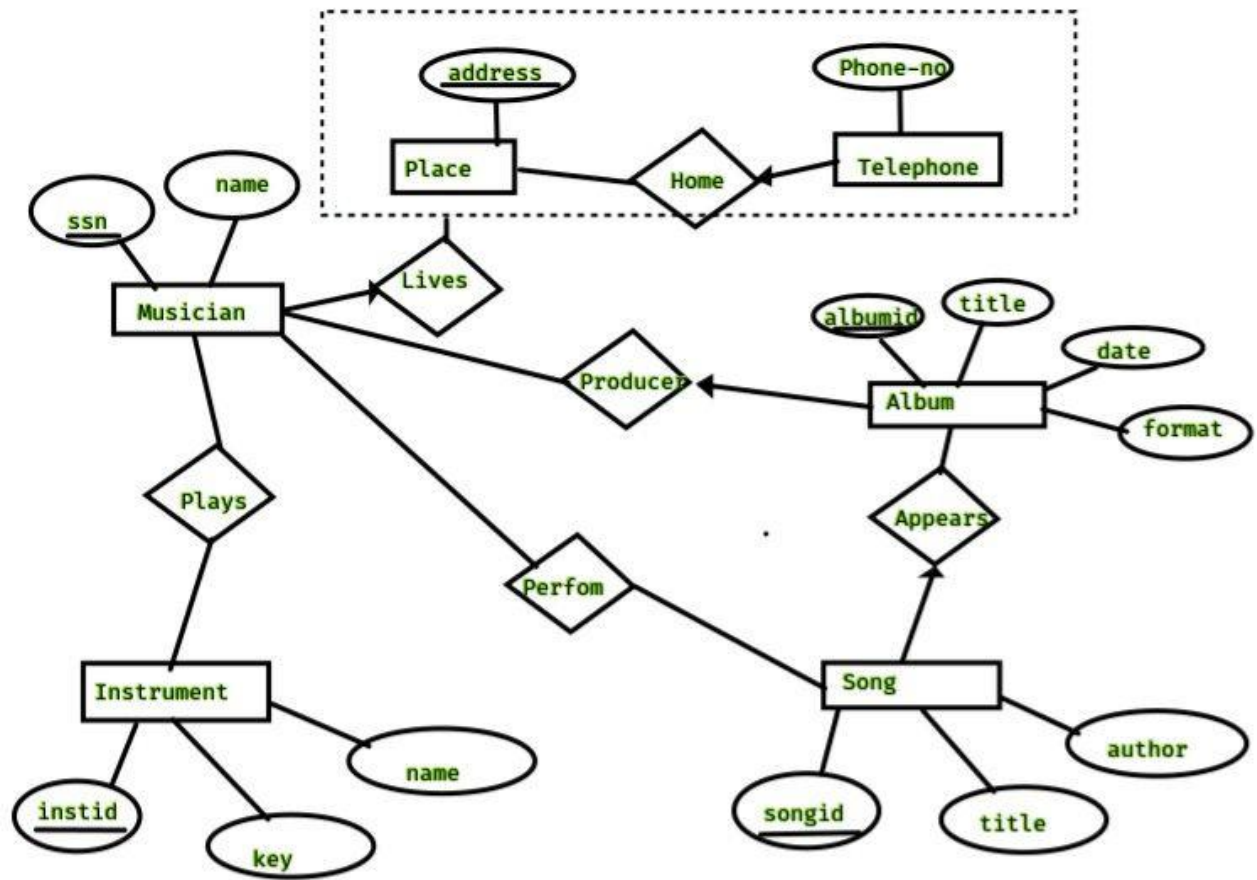 address
Phone-no
Place
Home
Telephone
ssn
name
Musician
Lives
albumid
title
date
Producer
Album
format
Plays
Appears
Perfom
Instrument
Song
name
author
instid
key
songid
title